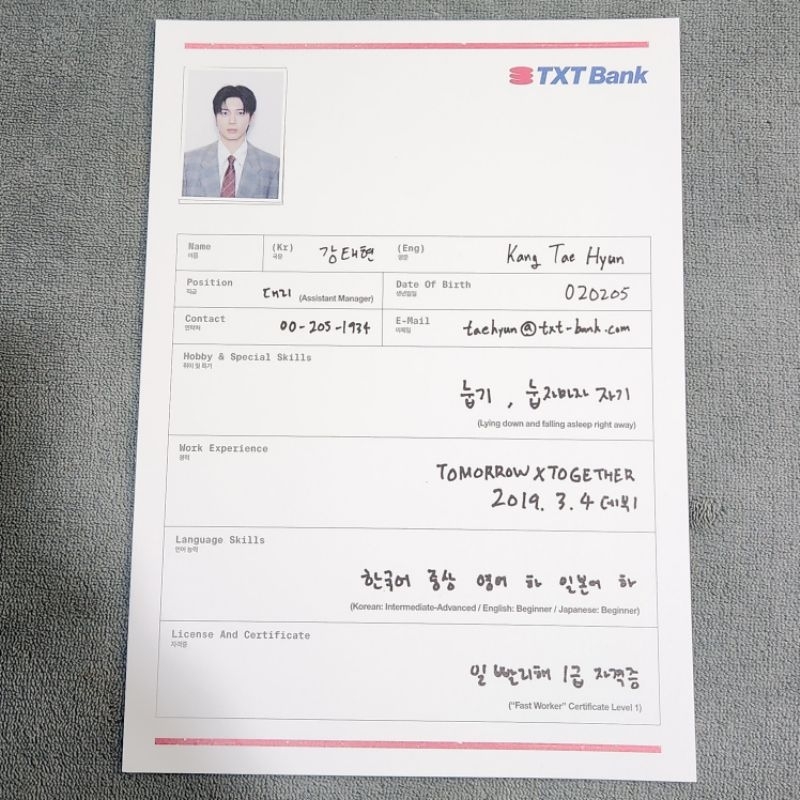 TXT Bank
Name
이름
(Kr)
국문
강태현
(Eng)
영문
Kang Tae Hyun
Position
직급
대리 (Assistant Manager)
Date Of Birth
생년월일
020205
Contact
연락처
00-205-1934
E-Mail
이메일
taehyun@txt-bank.com
Hobby & Special Skills
취미 및 특기
눕기, 눕자마자 자기
(Lying down and falling asleep right away)
Work Experience
경력
TOMORROW X TOGETHER
2019. 3. 4 데뷔
Language Skills
언어 능력
한국어 중상 영어 하 일본어 하
(Korean: Intermediate-Advanced / English: Beginner / Japanese: Beginner)
License And Certificate
자격증
일 빨리해 1급 자격증
("Fast Worker" Certificate Level 1)